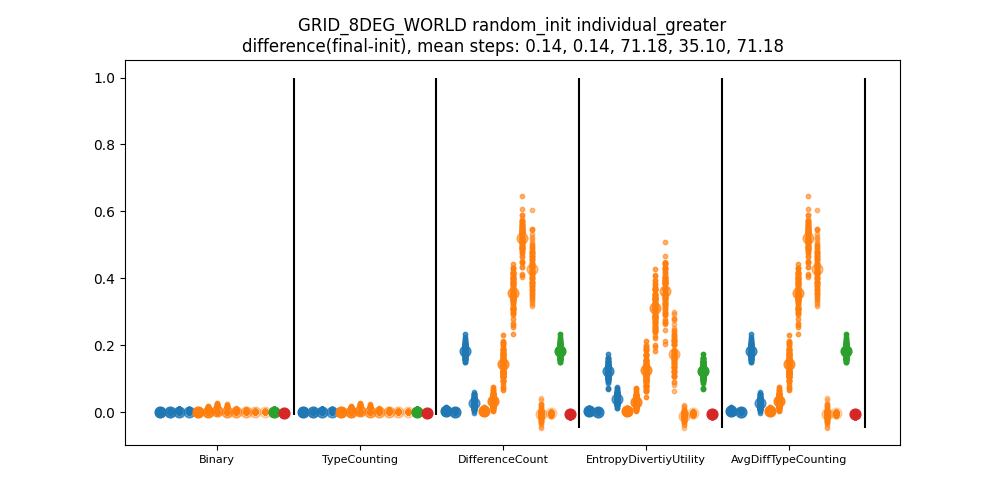 GRID_8DEG_WORLD random_init individual_greater
difference(final-init), mean steps: 0.14, 0.14, 71.18, 35.10, 71.18
1.0
0.8
0.6
0.4
0.2
0.0
Binary
TypeCounting
DifferenceCount
EntropyDivertiyUtility
AvgDiffTypeCounting